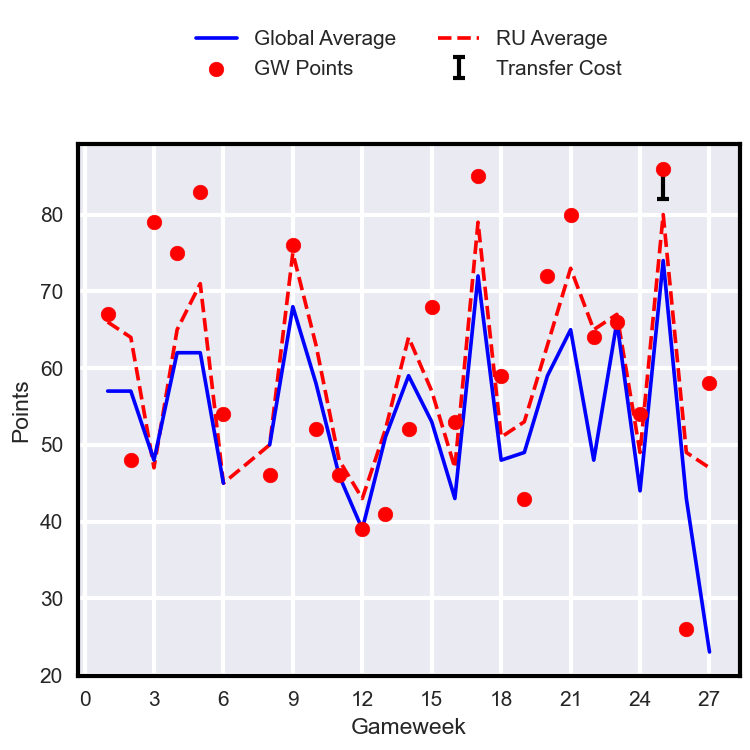 Global Average
RU Average
GW Points
Transfer Cost
80
70
60
50
40
30
20
Points
0 3 6 9 12 15 18 21 24 27
Gameweek